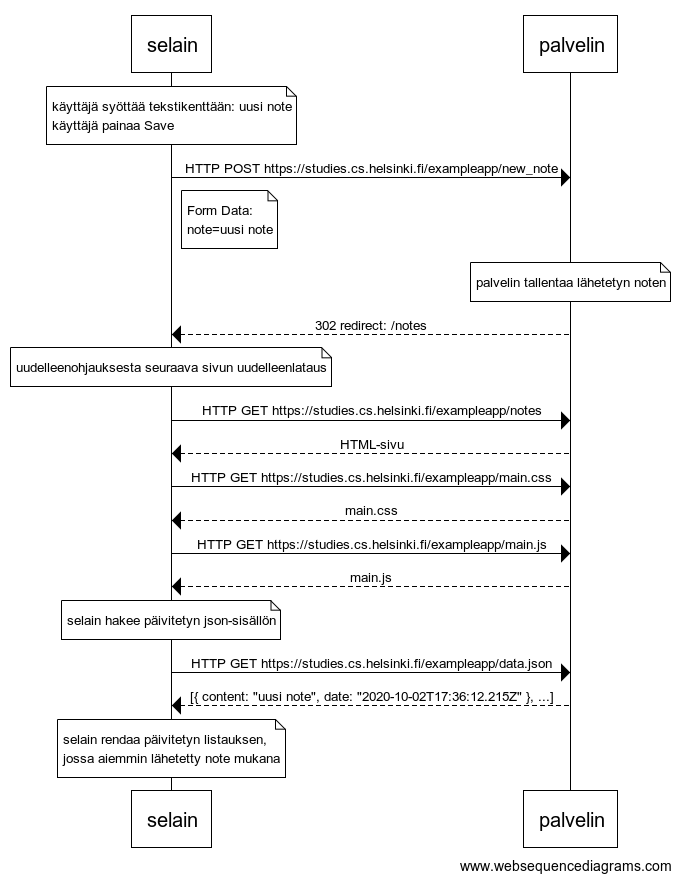 selain
palvelin
käyttäjä syöttää tekstikenttään: uusi note
käyttäjä painaa Save
HTTP POST https://studies.cs.helsinki.fi/exampleapp/new_note
Form Data:
note=uusi note
palvelin tallentaa lähetetyn noten
302 redirect: /notes
uudelleenohjauksesta seuraava sivun uudelleenlataus
HTTP GET https://studies.cs.helsinki.fi/exampleapp/notes
HTML-sivu
HTTP GET https://studies.cs.helsinki.fi/exampleapp/main.css
main.css
HTTP GET https://studies.cs.helsinki.fi/exampleapp/main.js
main.js
selain hakee päivitetyn json-sisällön
HTTP GET https://studies.cs.helsinki.fi/exampleapp/data.json
[{ content: "uusi note", date: "2020-10-02T17:36:12.215Z" }, ...]
selain rendaa päivitetyn listauksen,
jossa aiemmin lähetetty note mukana
selain
palvelin
www.websequencediagrams.com